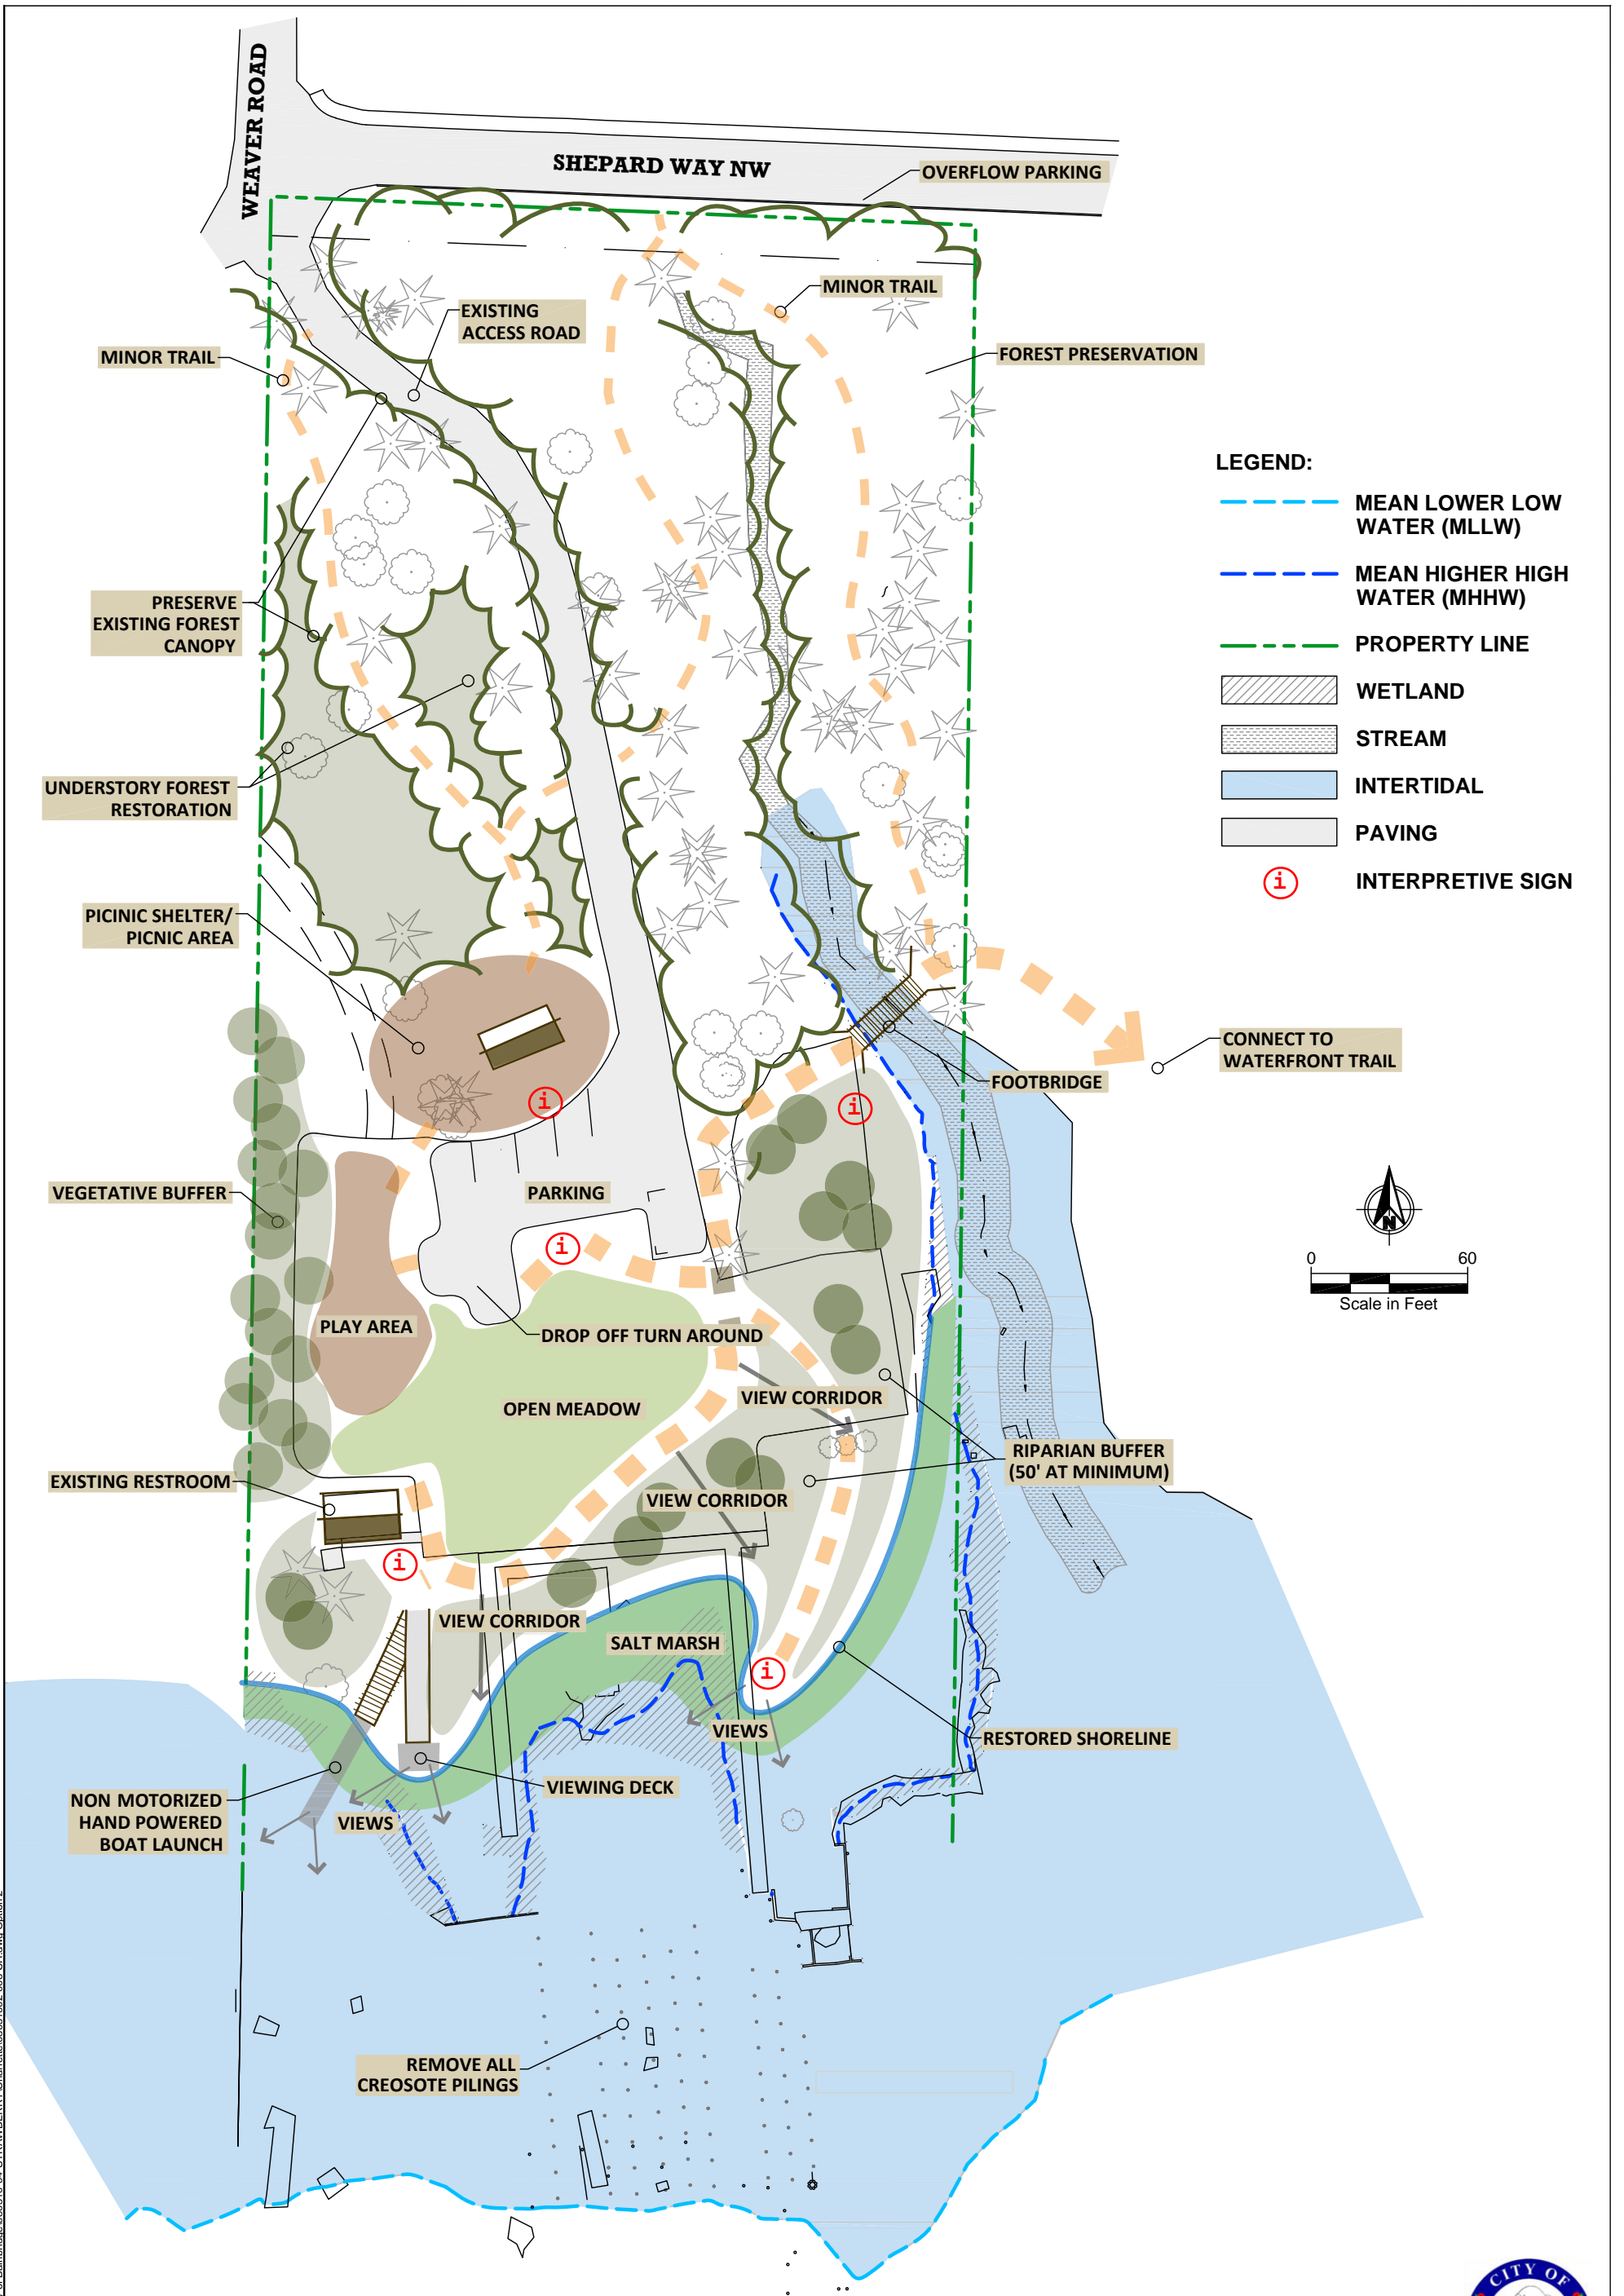 WEAVER ROAD
SHEPARD WAY NW
OVERFLOW PARKING
MINOR TRAIL
EXISTING
ACCESS ROAD
MINOR TRAIL
FOREST PRESERVATION
LEGEND:
MEAN LOWER LOW
WATER (MLLW)
MEAN HIGHER HIGH
WATER (MHHW)
PROPERTY LINE
WETLAND
STREAM
INTERTIDAL
PAVING
i
INTERPRETIVE SIGN
PRESERVE
EXISTING FOREST
CANOPY
UNDERSTORY FOREST
RESTORATION
PICINIC SHELTER/
PICNIC AREA
CONNECT TO
WATERFRONT TRAIL
FOOTBRIDGE
i
i
VEGETATIVE BUFFER
PARKING
i
N
0
60
Scale in Feet
PLAY AREA
DROP OFF TURN AROUND
VIEW CORRIDOR
OPEN MEADOW
RIPARIAN BUFFER
(50' AT MINIMUM)
EXISTING RESTROOM
VIEW CORRIDOR
i
VIEW CORRIDOR
SALT MARSH
i
VIEWS
RESTORED SHORELINE
VIEWING DECK
NON MOTORIZED
HAND POWERED
BOAT LAUNCH
VIEWS
REMOVE ALL
CREOSOTE PILINGS
CITY OF